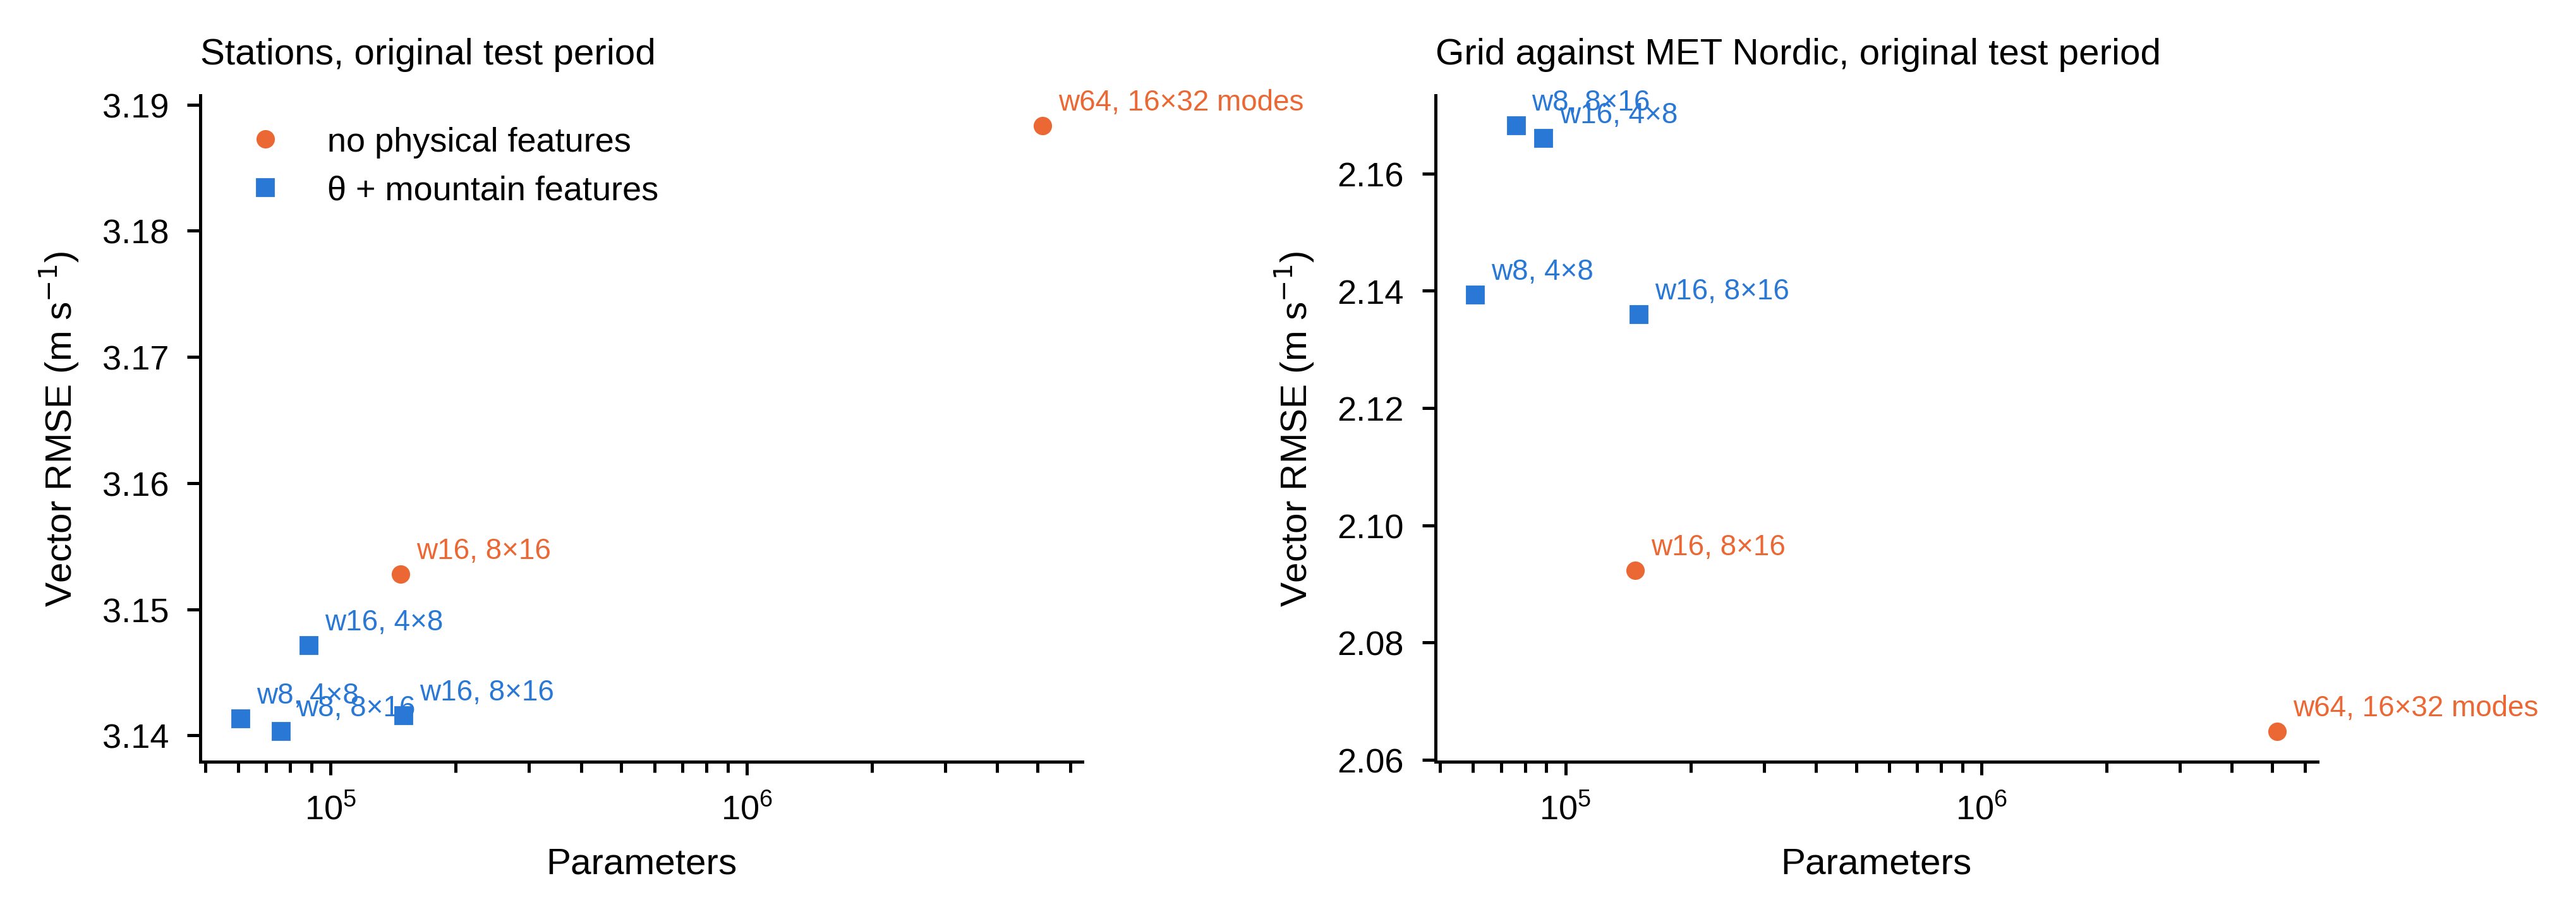 Stations, original test period
3.19
3.18
3.17
3.16
3.15
3.14
Vector RMSE (m s⁻¹)
no physical features
θ + mountain features
w64, 16×32 modes
w16, 8×16
w16, 4×8
w8, 4×8
w8, 8×16
w16, 8×16
10⁵
10⁶
Parameters
Grid against MET Nordic, original test period
2.16
2.14
2.12
2.10
2.08
2.06
Vector RMSE (m s⁻¹)
w8, 8×16
w16, 4×8
w8, 4×8
w16, 8×16
w16, 8×16
w64, 16×32 modes
10⁵
10⁶
Parameters